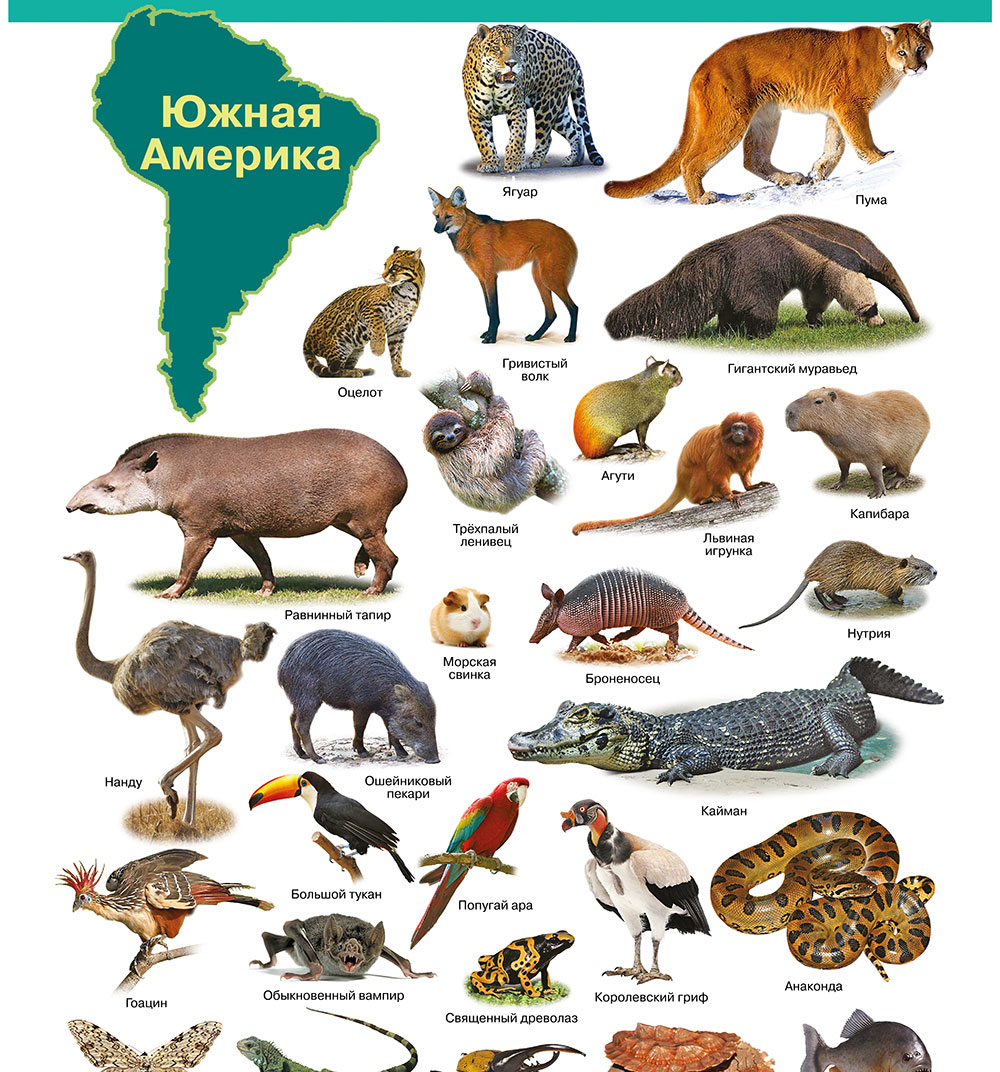 Южная
Америка
Ягуар
Пума
Оцелот
Гривистый
волк
Гигантский муравьед
Трёхпалый
ленивец
Агути
Львиная
игрунка
Капибара
Равнинный тапир
Морская
свинка
Броненосец
Нутрия
Нанду
Ошейниковый
пекари
Кайман
Большой тукан
Попугай ара
Гоацин
Обыкновенный вампир
Священный древолаз
Королевский гриф
Анаконда